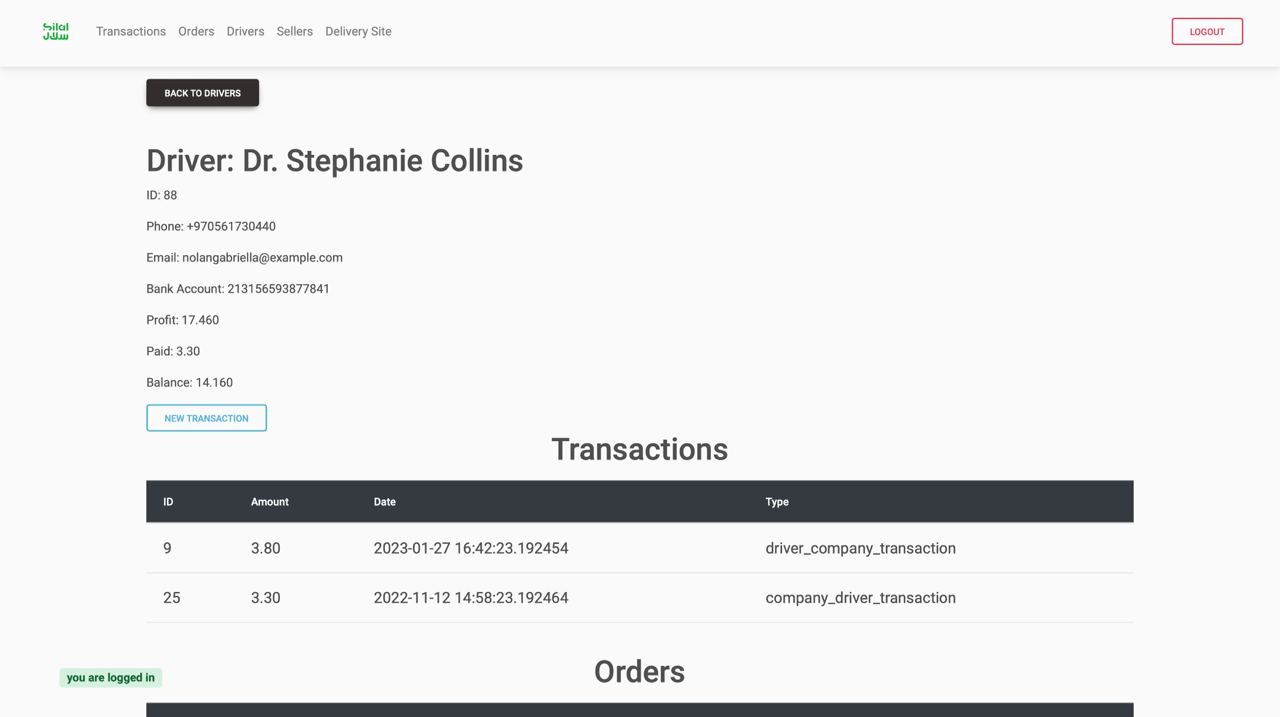 Silal
سلال
Transactions Orders Drivers Sellers Delivery Site
LOGOUT
BACK TO DRIVERS
Driver: Dr. Stephanie Collins
ID: 88
Phone: +970561730440
Email: nolangabriella@example.com
Bank Account: 213156593877841
Profit: 17.460
Paid: 3.30
Balance: 14.160
NEW TRANSACTION
Transactions
ID Amount Date Type
9 3.80 2023-01-27 16:42:23.192454 driver_company_transaction
25 3.30 2022-11-12 14:58:23.192464 company_driver_transaction
Orders
you are logged in